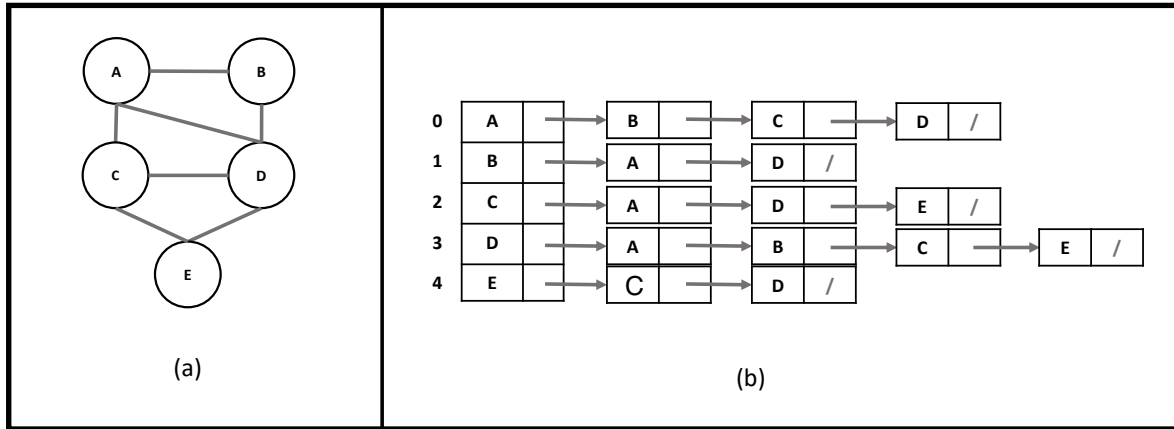 A B
C D
E
(a)
0 A B C D /
1 B A D /
2 C A D E /
3 D A B C E /
4 E C D /
(b)